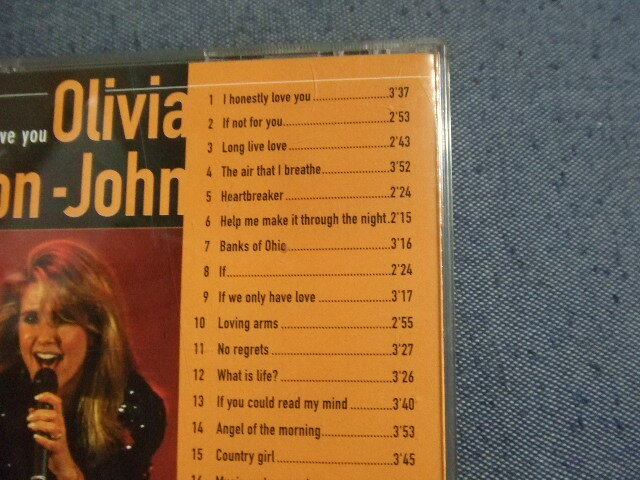 ve you Olivia
on-John
1 I honestly love you 3'37
2 If not for you 2'53
3 Long live love 2'43
4 The air that I breathe 3'52
5 Heartbreaker 2'24
6 Help me make it through the night 2'15
7 Banks of Ohio 3'16
8 If 2'24
9 If we only have love 3'17
10 Loving arms 2'55
11 No regrets 3'27
12 What is life? 3'26
13 If you could read my mind 3'40
14 Angel of the morning 3'53
15 Country girl 3'45